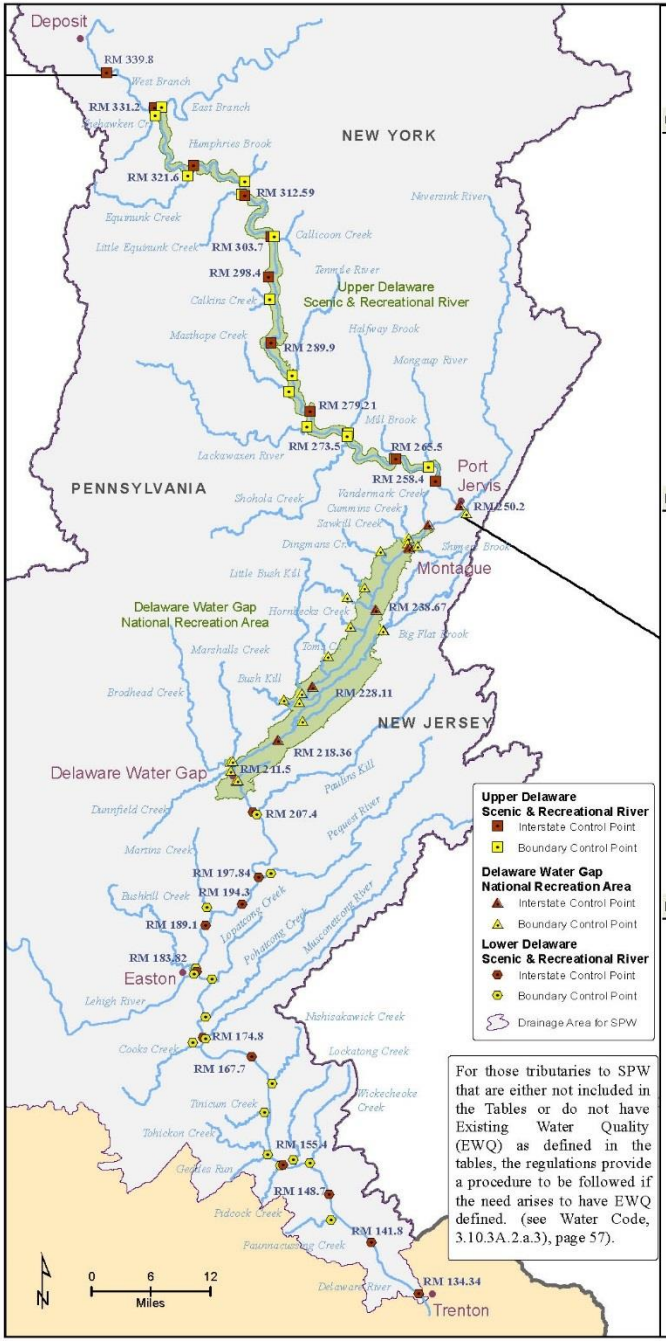 Deposit
RM 339.8
West Branch
RM 331.2
East Branch
Shehawken Cr.
Humphries Brook
NEW YORK
Neversink River
RM 321.6
RM 312.59
Equinunk Creek
Little Equinunk Creek
RM 303.7
Callicoon Creek
RM 298.4
Tenmile River
Upper Delaware
Scenic & Recreational River
Calkins Creek
Halfway Brook
Masthope Creek
RM 289.9
Mongaup River
RM 279.21
Mill Brook
Lackawaxen River
RM 273.5
RM 265.5
PENNSYLVANIA
Shohola Creek
RM 258.4
Port
Jervis
Vandermark Creek
RM 250.2
Cummins Creek
Sawkill Creek
Dingmans Cr.
Shimers Brook
Montague
Little Bush Kill
Delaware Water Gap
National Recreation Area
Hornbecks Creek
RM 238.67
Big Flat Brook
Marshalls Creek
Toms Cr.
Bush Kill
Brodhead Creek
RM 228.11
NEW JERSEY
RM 218.36
Delaware Water Gap
RM 211.5
Paulins Kill
Dunnfield Creek
RM 207.4
Pequest River
Martins Creek
RM 197.84
Bushkill Creek
RM 194.3
Lopatcong Creek
Pohatcong Creek
Musconetcong River
RM 189.1
RM 183.82
Easton
Lehigh River
Nishisakawick Creek
Cooks Creek
RM 174.8
Lockatong Creek
RM 167.7
Wickecheoke
Creek
Tinicum Creek
Tohickon Creek
RM 155.4
Geddes Run
RM 148.7
Pidcock Creek
RM 141.8
Paunnacussing Creek
Delaware River
RM 134.34
Trenton
N
0 6 12
Miles
Upper Delaware
Scenic & Recreational River
Interstate Control Point
Boundary Control Point
Delaware Water Gap
National Recreation Area
Interstate Control Point
Boundary Control Point
Lower Delaware
Scenic & Recreational River
Interstate Control Point
Boundary Control Point
Drainage Area for SPW
For those tributaries to SPW
that are either not included in
the Tables or do not have
Existing Water Quality
(EWQ) as defined in the
tables, the regulations provide
a procedure to be followed if
the need arises to have EWQ
defined. (see Water Code,
3.10.3A.2.a.3), page 57).